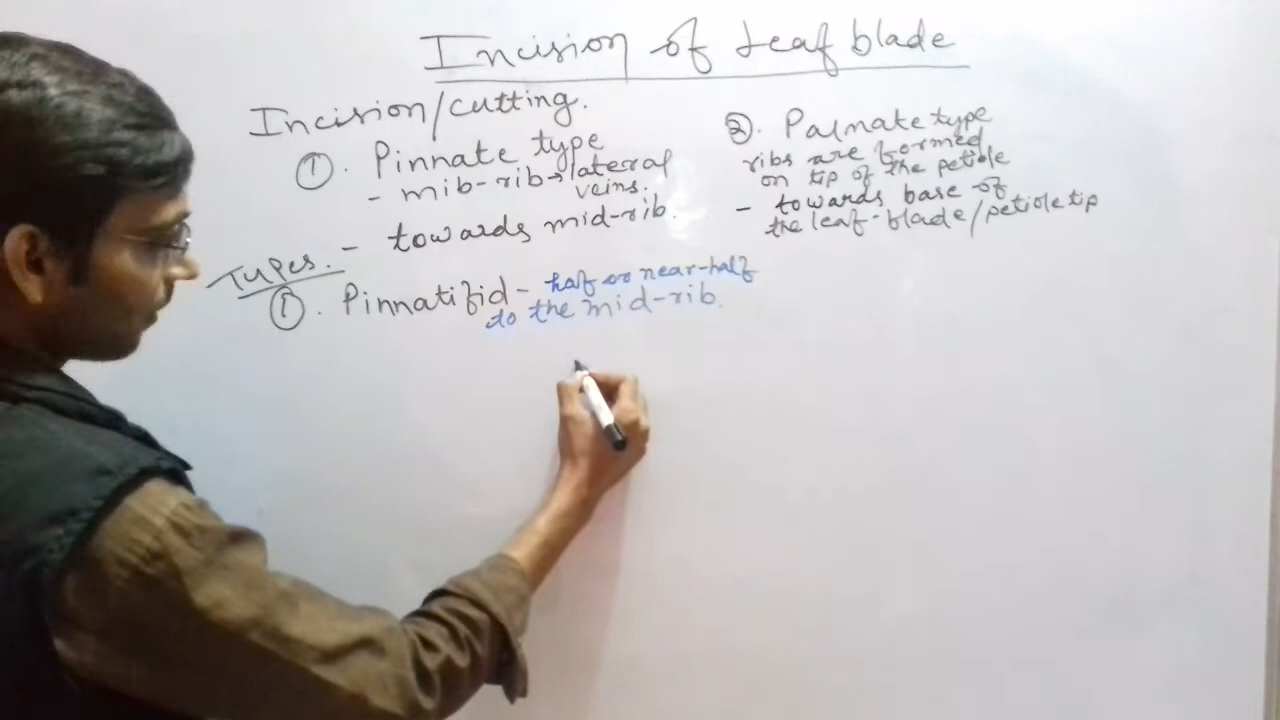 Incision of Leaf blade
Incision/cutting.
①. Pinnate type
- mib-rib→lateral
veins.
- towards mid-rib.
②. Palmate type
ribs are formed
on tip of the petiole
- towards base of
the leaf-blade/petiole tip
Types.
①. Pinnatifid - haf or near-half
to the mid-rib.